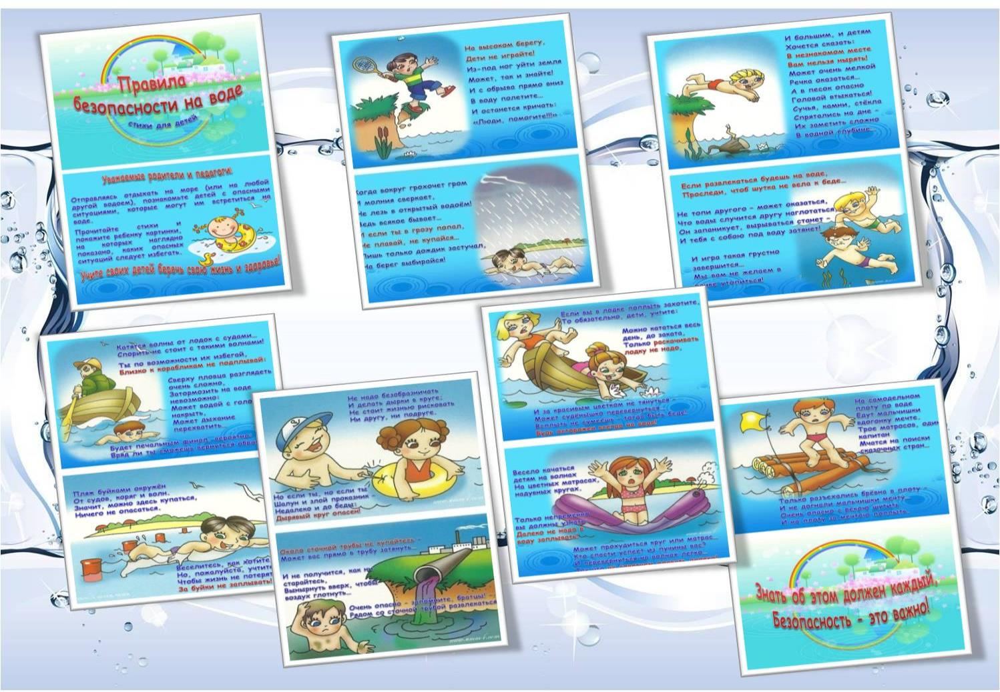 Правила
безопасности на воде
стихи для детей
Уважаемые родители и педагоги!
Отправляясь отдыхать на море (или на любой
другой водоем), познакомьте детей с опасными
ситуациями, которые могут им встретиться на
воде.
Прочитайте стихи и
покажите ребенку картинки,
на которых наглядно
показано, каких опасных
ситуаций следует избегать.
Учите своих детей беречь свою жизнь и здоровье!
На высоком берегу,
Дети не играйте!
Из-под ног уйти земля
Может, так и знайте!
И с обрыва прямо вниз
В воду полетите...
И останется кричать:
«Люди, помогите!!!»
Когда вокруг грохочет гром
И молния сверкает,
Не лезь в открытый водоём!
Ведь всякое бывает...
И если ты в грозу попал,
Не плавай, не купайся...
Лишь только дождик застучал,
На берег выбирайся!
И большим, и детям
Хочется сказать:
В незнакомом месте
Вам нельзя нырять!
Может очень мелкой
Речка оказаться...
А в песок опасно
Головой втыкаться!
Сучья, камни, стёкла
Спрятались на дне -
Их заметить сложно
В водной глубине...
Если развлекаться будешь на воде,
Проследи, чтоб шутка не вела к беде...
Не топи другого - может оказаться,
Что воды случится другу наглотаться,
Он запаникует, вырываться станет -
И тебя с собою под воду затянет!
И игра такая грустно
завершится...
Мы вам не желаем в
утопиться!
Катятся волны от лодок с судами...
Спорить не стоит с такими волнами!
Ты по возможности их избегай,
Близко к корабликам не подплывай:
Сверху пловца разглядеть
очень сложно,
Затормозить на воде
невозможно:
Может водой с голо
накрыть,
Может дыхание
перехватить...
Будет печальным финал, вероятно:
Вряд ли ты сможешь вернуться обра
Пляж буйками окружён
От судов, коряг и волн.
Значит, можно здесь купаться,
Ничего не опасаться.
Веселитесь, как хотите,
Но, пожалуйста, учтите
Чтобы жизнь не потерят
За буйки не заплывать!
Не надо безобразничать
И делать дырки в круге;
Не стоит жизнью рисковать
Ни другу, ни подруге.
Но если ты, но если ты
Шалун и злой проказник -
Недалеко и до беды:
Дырявый круг опасен!
Около сточной трубы не купайтесь -
Может вас прямо в трубу затянуть...
И не получится, как ни
старайтесь,
Вынырнуть вверх, чтобы
воздух глотнуть...
Очень опасно - запомните, братцы! -
Рядом со сточной трубой развлекаться
Если вы в лодке поплыть захотите,
То обязательно, дети, учтите:
Можно кататься весь
день, до заката,
Только раскачивать
лодку не надо,
И за красивым цветком не тянуться -
Может судёнышко перевернуться...
Всплыть не сумеешь - тогда быть беде!
Будь осторожен всегда на воде!
Весело качаться
детям на волнах
На цветных матрасах,
надувных кругах.
Только непременно
вы должны узнать
Далеко не надо в
воду заплывать!
Может прохудиться круг или матрас...
Кто спасти успеет из пучины вас?
И перевернуться на волнах легко...
На самодельном
плоту по воде
Едут мальчишки
вдогонку мечте.
Трое матросов, один
капитан
Мчатся на поиски
сказочных стран...
Только разъехались брёвна в плоту -
И не догнали мальчишки мечту...
Очень опасно с рекою шутить
И на плоту за мечтою поплыть.
Знать об этом должен каждый,
Безопасность - это важно!